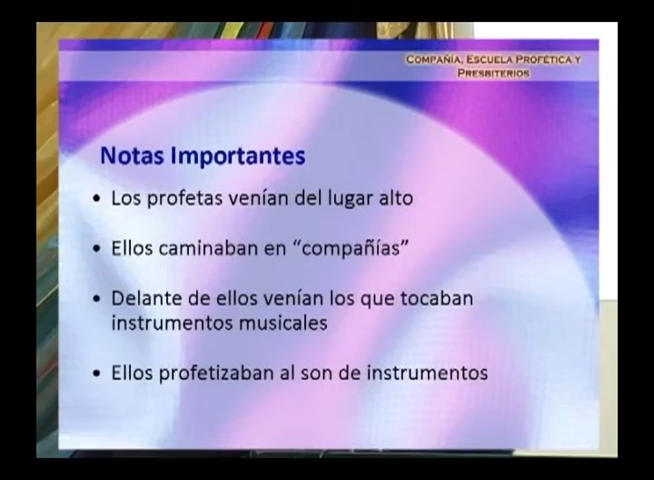 COMPAÑIA, ESCUELA PROFÉTICA Y
PRESBITERIOS
Notas Importantes
• Los profetas venían del lugar alto
• Ellos caminaban en “compañías”
• Delante de ellos venían los que tocaban
instrumentos musicales
• Ellos profetizaban al son de instrumentos